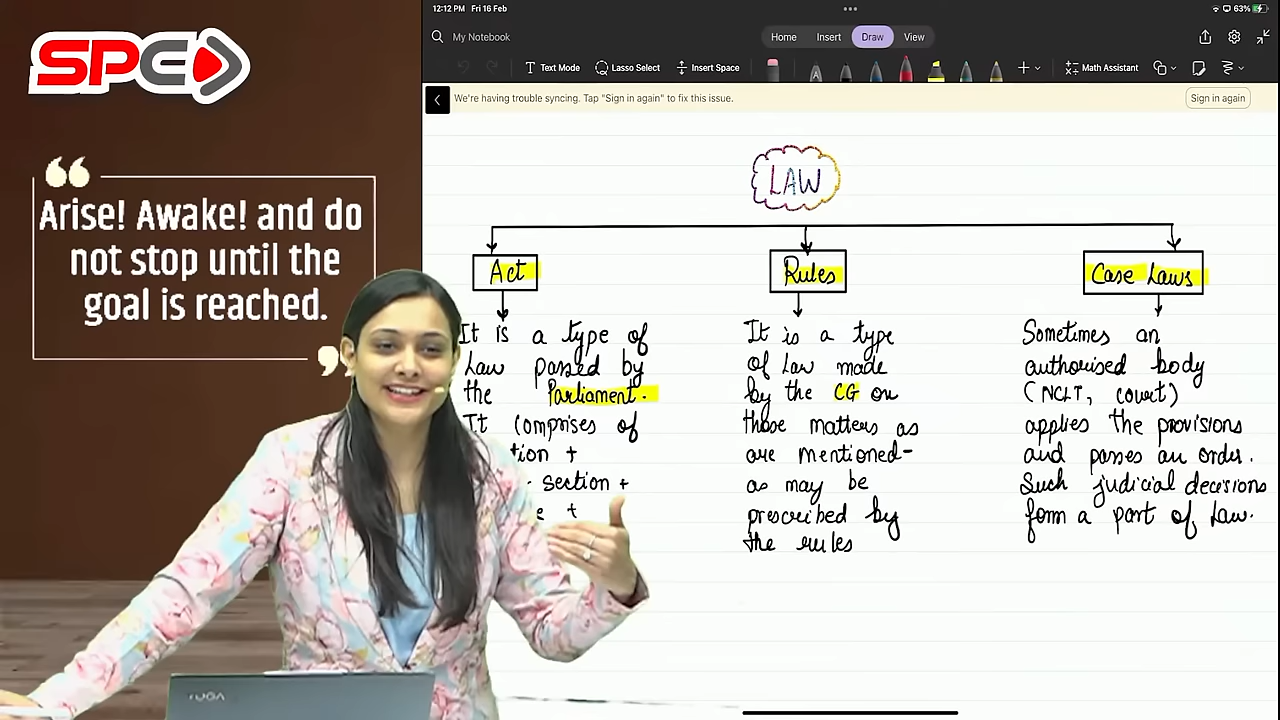 SPC
“
Arise! Awake! and do
not stop until the
goal is reached.
”
12:12 PM Fri 16 Feb
63%
My Notebook
Home Insert Draw View
Text Mode Lasso Select Insert Space Math Assistant
We're having trouble syncing. Tap "Sign in again" to fix this issue.
Sign in again
LAW
Act
It is a type of
Law passed by
the Parliament.
It comprises of
tion +
section +
e +
Rules
It is a type
of Law made
by the CG on
those matters as
are mentioned-
as may be
prescribed by
the rules
Case Laws
Sometimes an
authorised body
(NCLT, court)
applies the provisions
and passes an order.
Such judicial decisions
form a part of Law.
YOGA